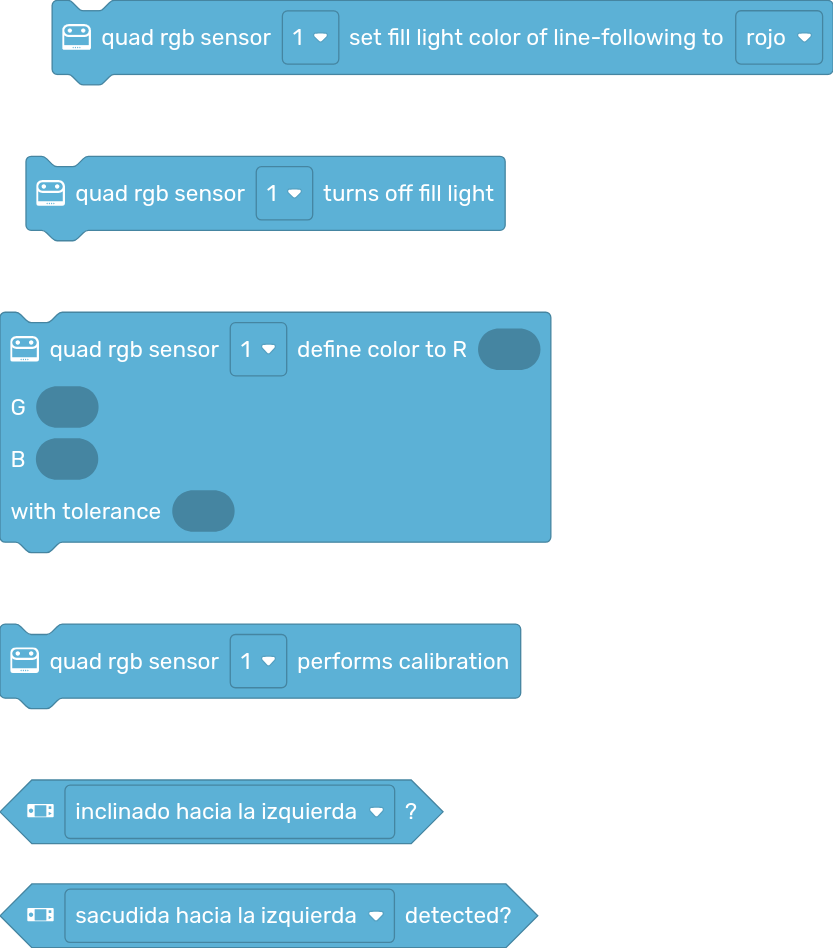 quad rgb sensor 1 set fill light color of line-following to rojo
quad rgb sensor 1 turns off fill light
quad rgb sensor 1 define color to R
G
B
with tolerance
quad rgb sensor 1 performs calibration
inclinado hacia la izquierda ?
sacudida hacia la izquierda detected?